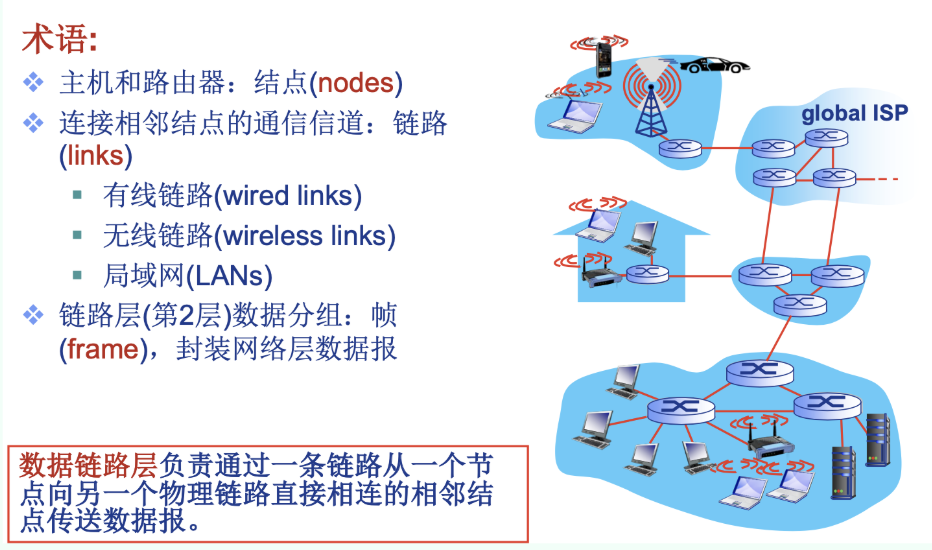 术语:
主机和路由器：结点(nodes)
连接相邻结点的通信信道：链路
(links)
有线链路(wired links)
无线链路(wireless links)
局域网(LANs)
链路层(第2层)数据分组：帧
(frame)，封装网络层数据报
数据链路层负责通过一条链路从一个节
点向另一个物理链路直接相连的相邻结
点传送数据报。
global ISP